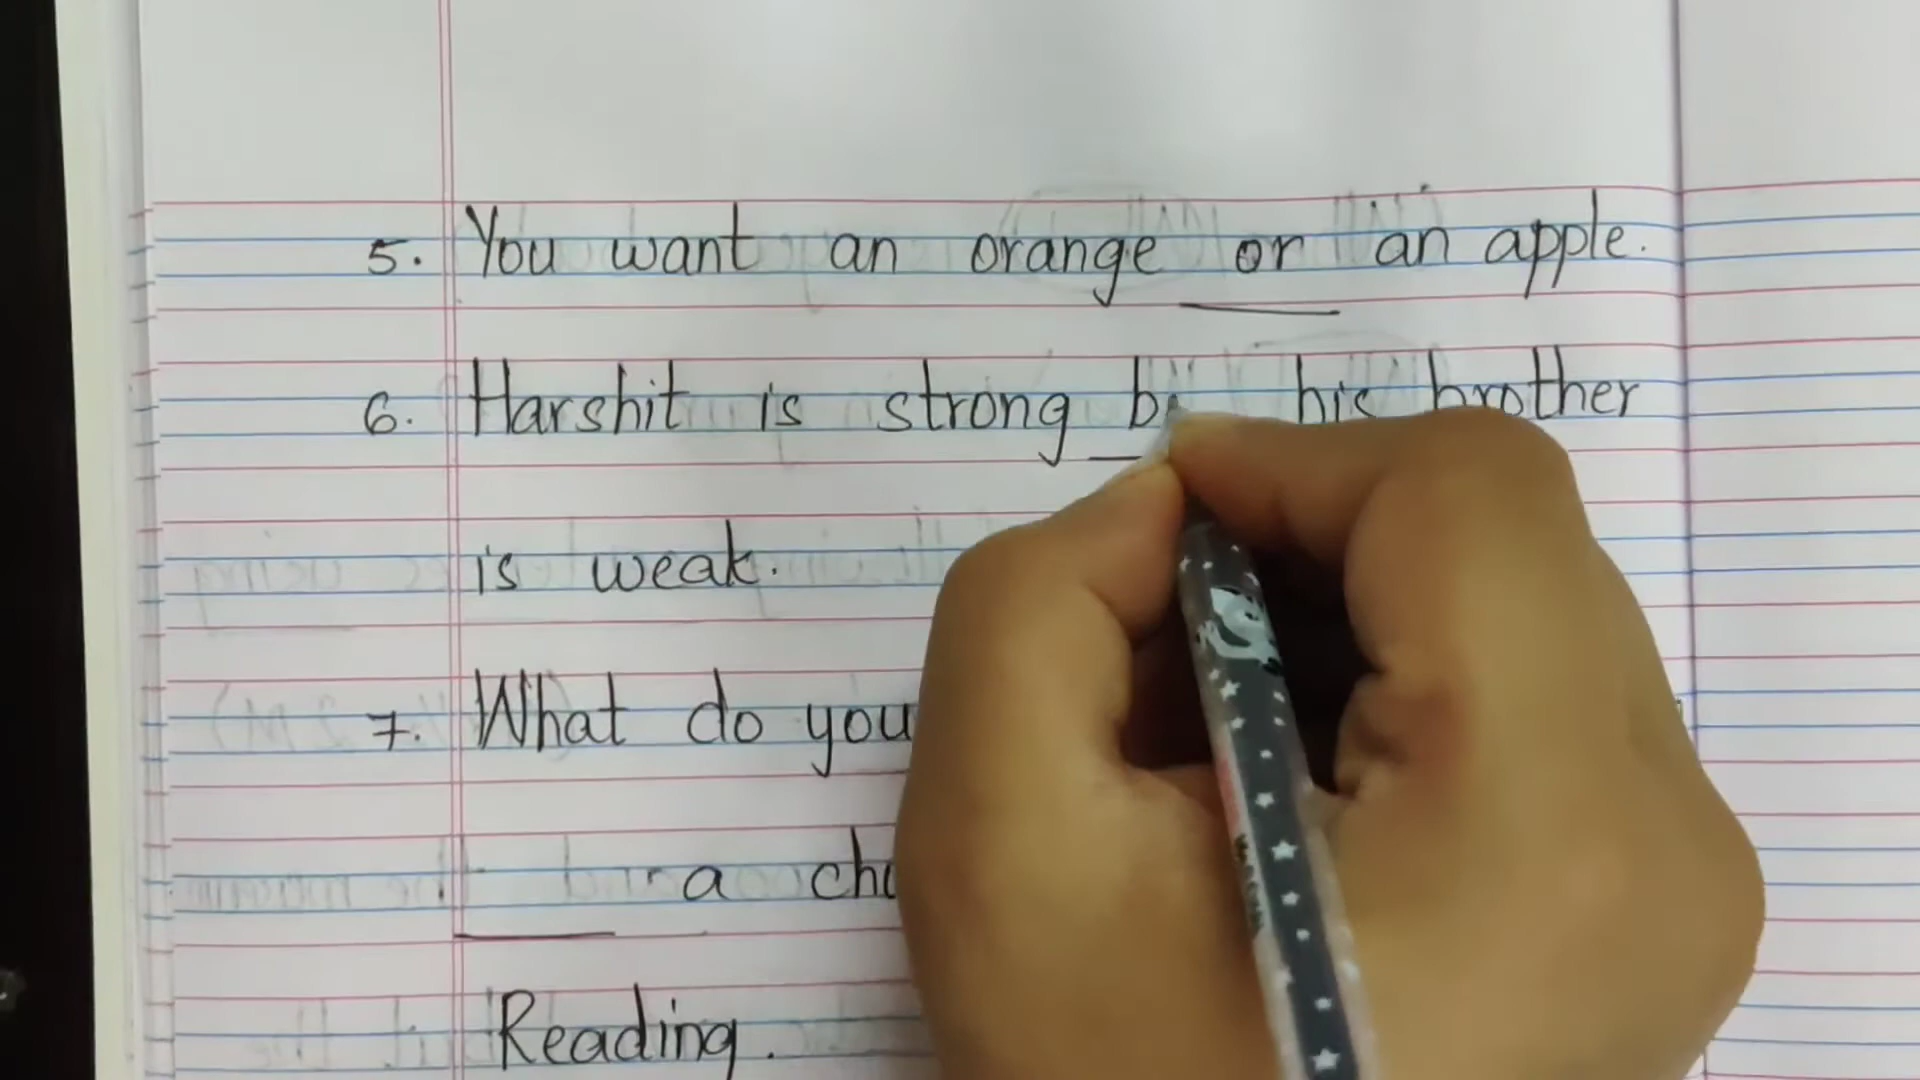 5. You want an orange or an apple.
6. Harshit is strong b his brother
is weak.
7. What do you
a
Reading.